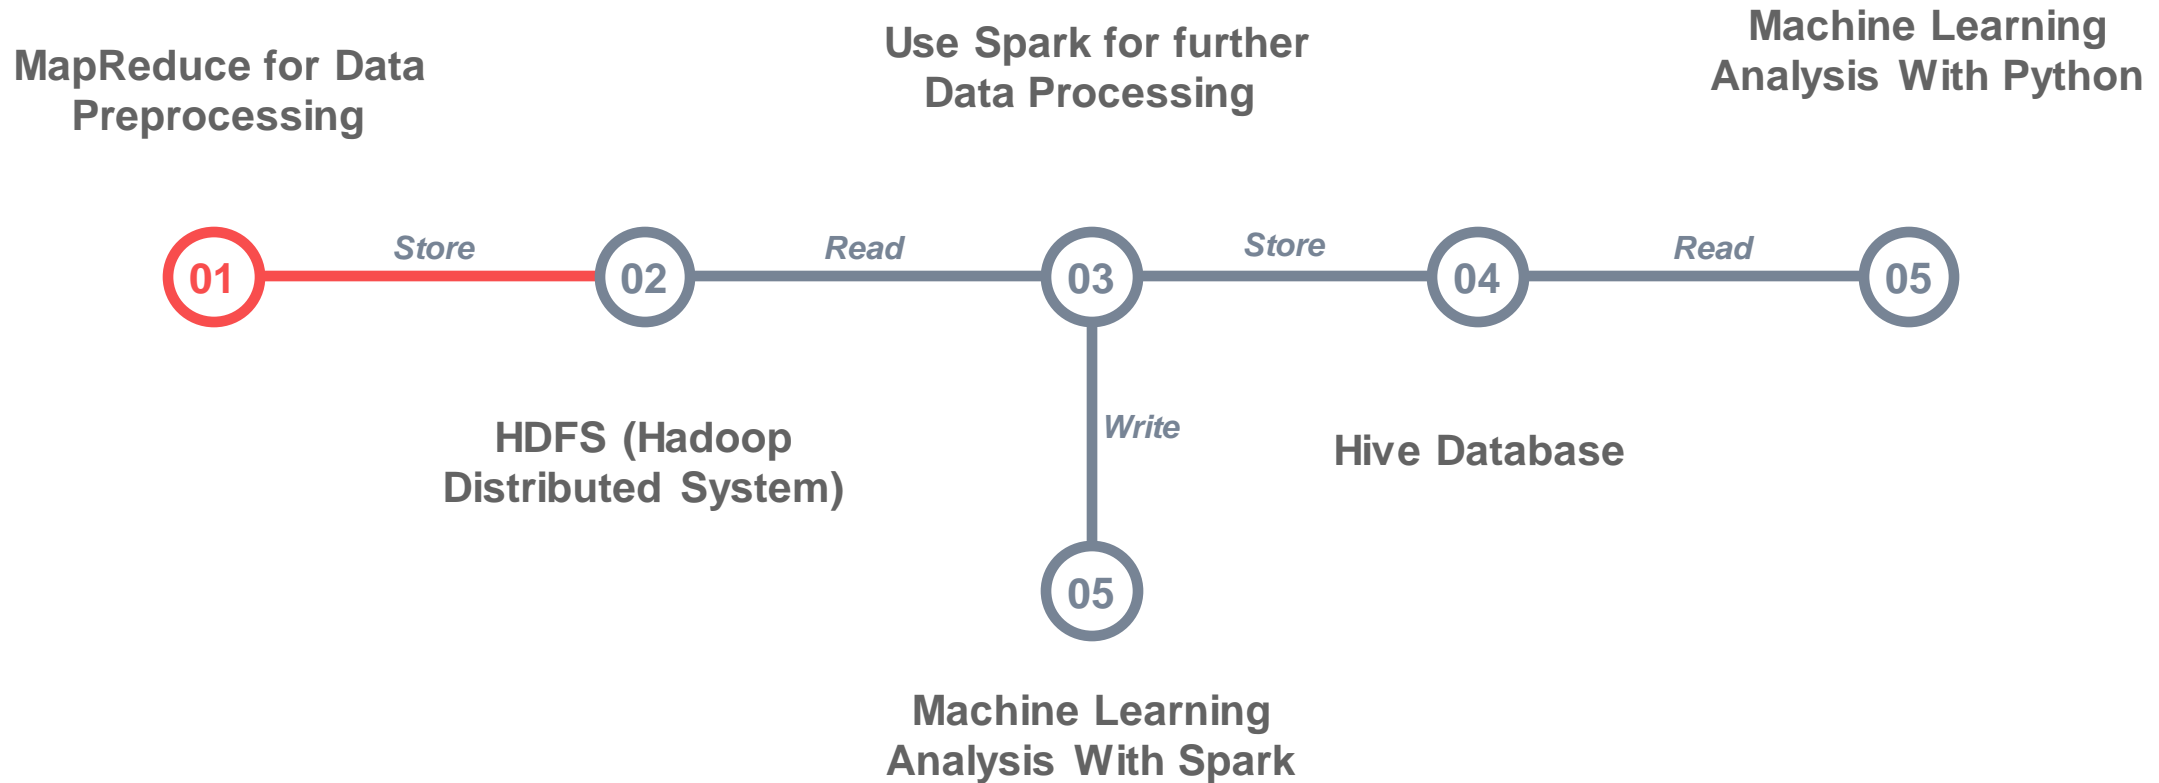 MapReduce for Data
Preprocessing
Use Spark for further
Data Processing
Machine Learning
Analysis With Python
01
Store
02
Read
03
Store
04
Read
05
HDFS (Hadoop
Distributed System)
Write
Hive Database
05
Machine Learning
Analysis With Spark